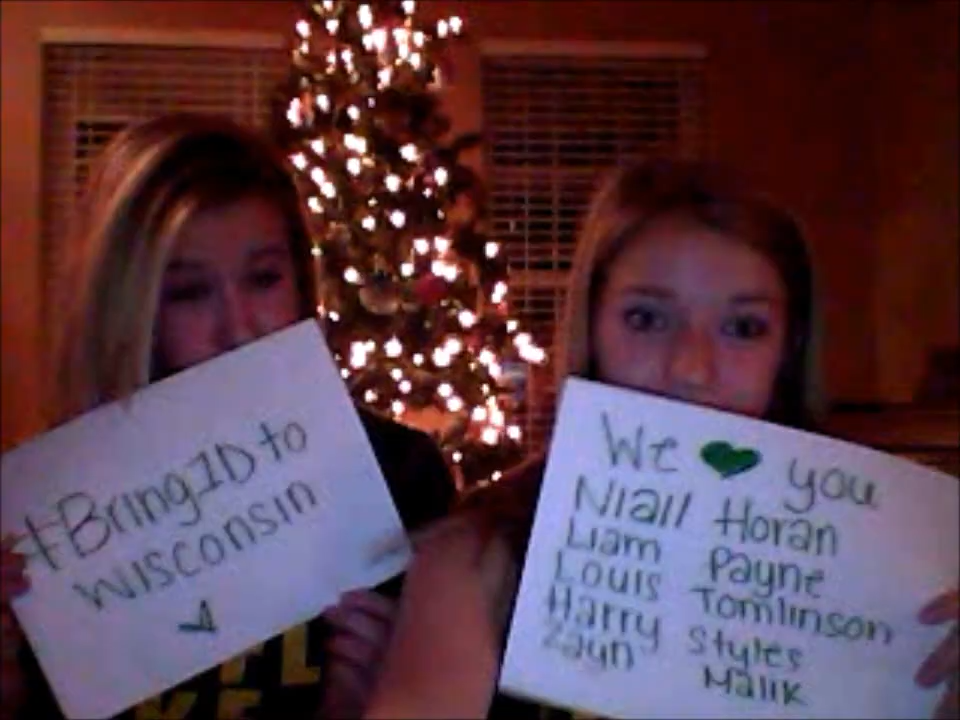 #Bring1D to
Wisconsin
We ♥ you
Niall Horan
Liam Payne
Louis Tomlinson
Harry Styles
Zayn Malik